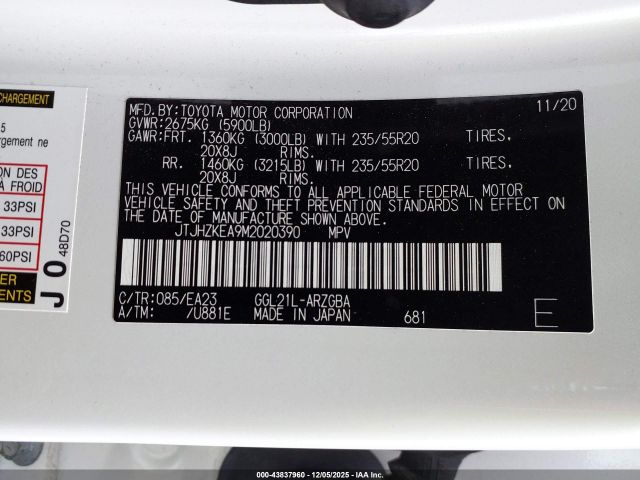 CHARGEMENT
5
rgement ne
ON DES
À FROID
33PSI
33PSI
60PSI
ER
ENTS
J O
48D70
MFD.BY:TOYOTA MOTOR CORPORATION 11/20
GVWR:2675KG (5900LB)
GAWR:FRT. 1360KG (3000LB) WITH 235/55R20 TIRES,
20X8J RIMS.
RR. 1460KG (3215LB) WITH 235/55R20 TIRES,
20X8J RIMS.
THIS VEHICLE CONFORMS TO ALL APPLICABLE FEDERAL MOTOR
VEHICLE SAFETY AND THEFT PREVENTION STANDARDS IN EFFECT ON
THE DATE OF MANUFACTURE SHOWN ABOVE.
JTJHZKEA9M2020390 MPV
C/TR:085/EA23 GGL21L-ARZGBA
A/TM: /U881E MADE IN JAPAN 681 E
000-43837960 • 12/05/2025 • IAA Inc.